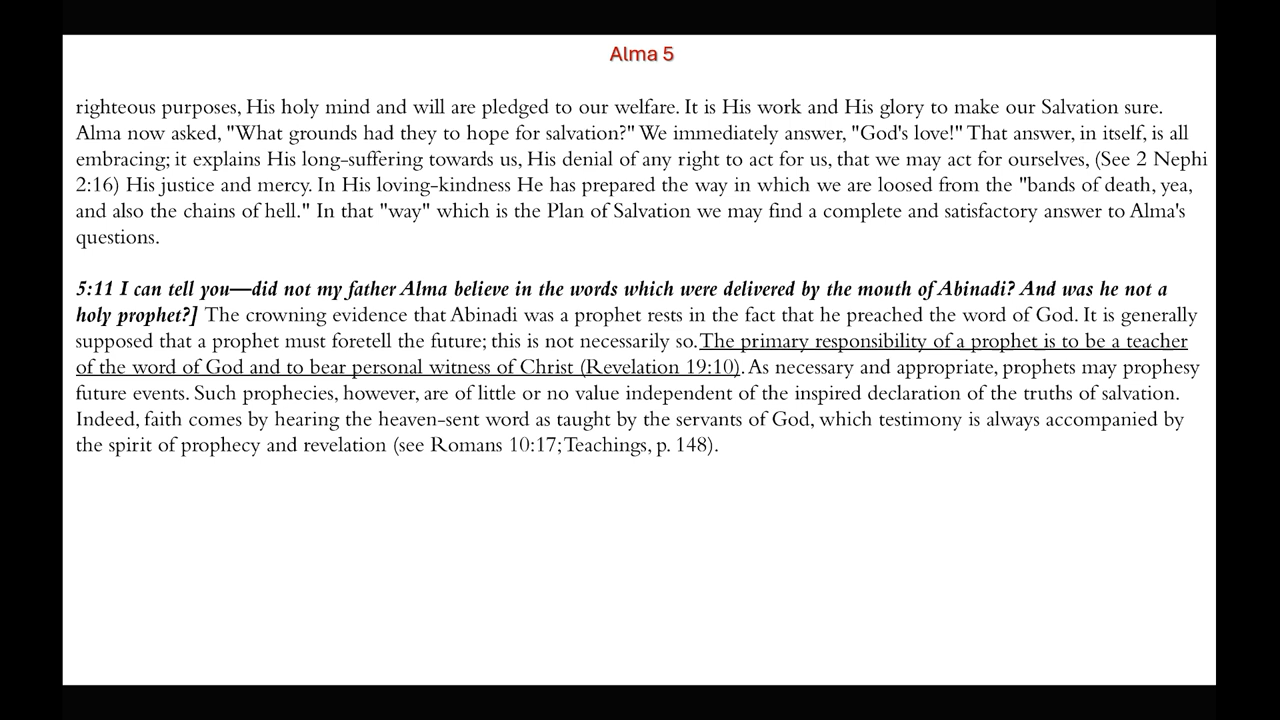 Alma 5
righteous purposes, His holy mind and will are pledged to our welfare. It is His work and His glory to make our Salvation sure.
Alma now asked, "What grounds had they to hope for salvation?" We immediately answer, "God's love!" That answer, in itself, is all
embracing; it explains His long-suffering towards us, His denial of any right to act for us, that we may act for ourselves, (See 2 Nephi
2:16) His justice and mercy. In His loving-kindness He has prepared the way in which we are loosed from the "bands of death, yea,
and also the chains of hell." In that "way" which is the Plan of Salvation we may find a complete and satisfactory answer to Alma's
questions.
5:11 I can tell you—did not my father Alma believe in the words which were delivered by the mouth of Abinadi? And was he not a
holy prophet?] The crowning evidence that Abinadi was a prophet rests in the fact that he preached the word of God. It is generally
supposed that a prophet must foretell the future; this is not necessarily so. The primary responsibility of a prophet is to be a teacher
of the word of God and to bear personal witness of Christ (Revelation 19:10). As necessary and appropriate, prophets may prophesy
future events. Such prophecies, however, are of little or no value independent of the inspired declaration of the truths of salvation.
Indeed, faith comes by hearing the heaven-sent word as taught by the servants of God, which testimony is always accompanied by
the spirit of prophecy and revelation (see Romans 10:17; Teachings, p. 148).